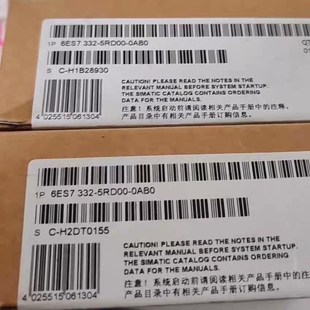 1P 6ES7 332-5RD00-0AB0
QT
S C-H1B28930
CAUTION! PLEASE READ THE NOTES IN THE
RELEVANT MANUAL BEFORE SYSTEM STARTUP.
THE SIMATIC CATALOG CONTAINS ORDERING
DATA FOR THE MANUALS.
注意! 系统启动前请阅读相关产品手册中的注释。
产品目录中有相关手册订购信息。
4 025515 061304
1P 6ES7 332-5RD00-0AB0
S C-H2DT0155
CAUTION! PLEASE READ THE NOTES IN THE
RELEVANT MANUAL BEFORE SYSTEM STARTUP.
THE SIMATIC CATALOG CONTAINS ORDERING
DATA FOR THE MANUALS.
注意! 系统启动前请阅读相关产品手册中的注释。
产品目录中有相关手册订购信息。
4 025515 061304